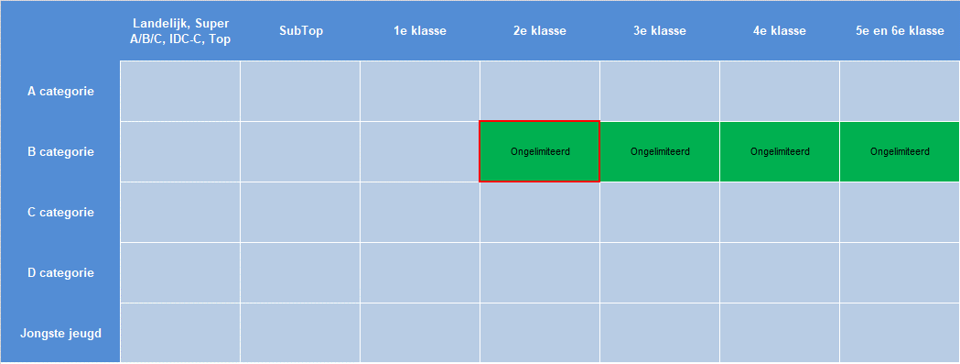 Landelijk, Super
A/B/C, IDC-C, Top
SubTop
1e klasse
2e klasse
3e klasse
4e klasse
5e en 6e klasse
A categorie
B categorie
Ongelimiteerd
Ongelimiteerd
Ongelimiteerd
Ongelimiteerd
C categorie
D categorie
Jongste jeugd